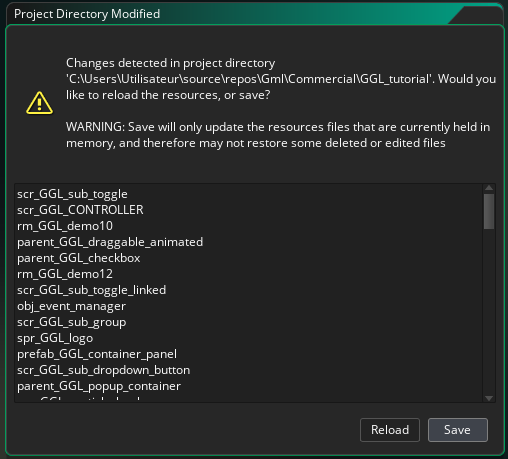 Project Directory Modified
Changes detected in project directory
'C:\Users\Utilisateur\source\repos\Gml\Commercial\GGL_tutorial'. Would you
like to reload the resources, or save?
WARNING: Save will only update the resources files that are currently held in
memory, and therefore may not restore some deleted or edited files
scr_GGL_sub_toggle
scr_GGL_CONTROLLER
rm_GGL_demo10
parent_GGL_draggable_animated
parent_GGL_checkbox
rm_GGL_demo12
scr_GGL_sub_toggle_linked
obj_event_manager
scr_GGL_sub_group
spr_GGL_logo
prefab_GGL_container_panel
scr_GGL_sub_dropdown_button
parent_GGL_popup_container
Reload
Save